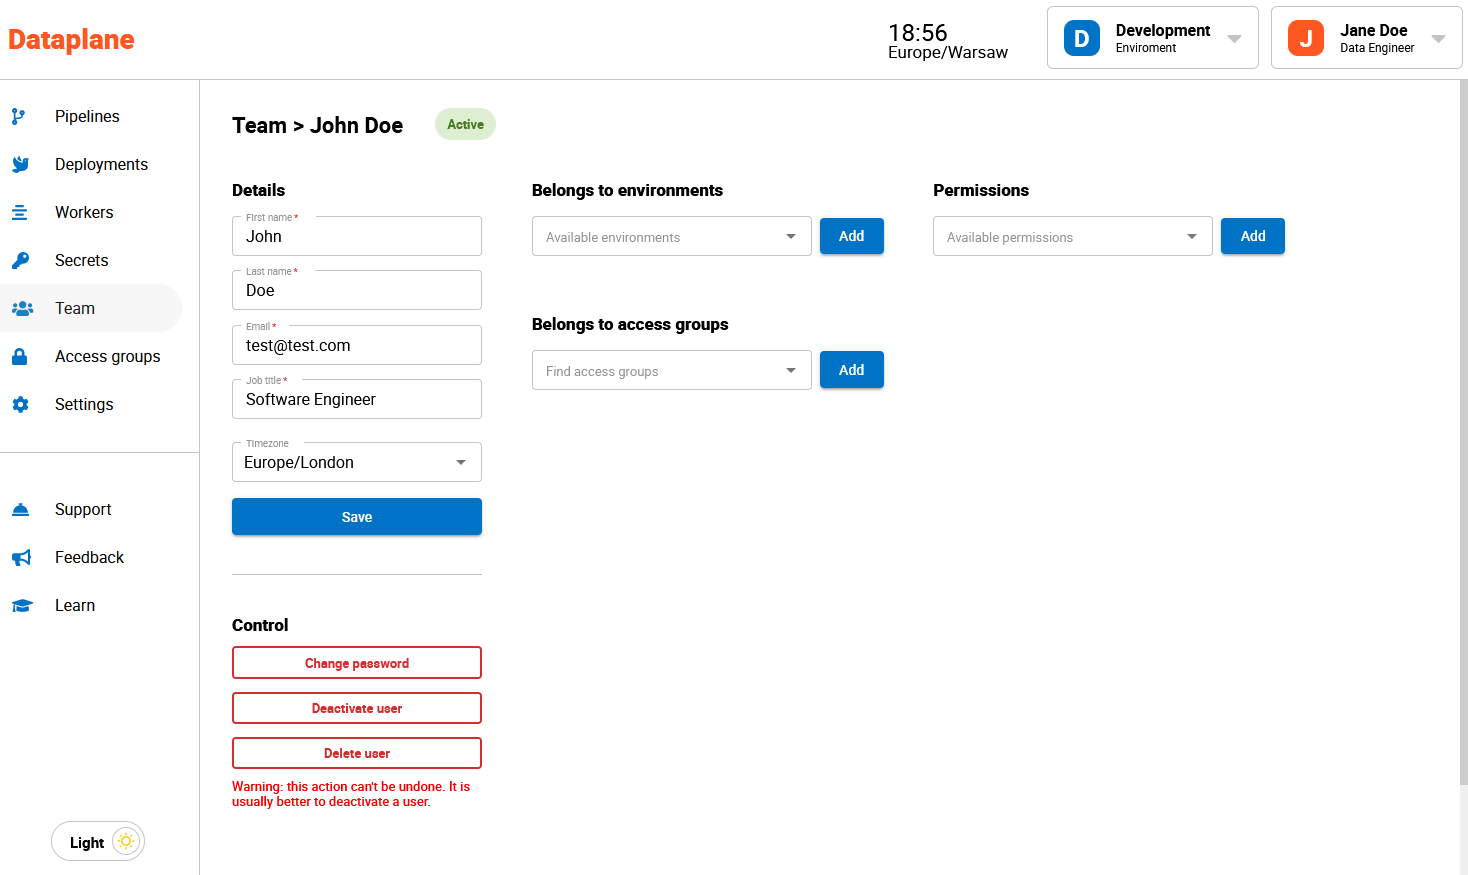 Dataplane
18:56
Europe/Warsaw
D
Development
Enviroment
J
Jane Doe
Data Engineer
Pipelines
Deployments
Workers
Secrets
Team
Access groups
Settings
Support
Feedback
Learn
Light
Team > John Doe
Active
Details
First name *
John
Last name *
Doe
Email *
test@test.com
Job title *
Software Engineer
Timezone
Europe/London
Save
Control
Change password
Deactivate user
Delete user
Warning: this action can't be undone. It is
usually better to deactivate a user.
Belongs to environments
Available environments
Add
Belongs to access groups
Find access groups
Add
Permissions
Available permissions
Add